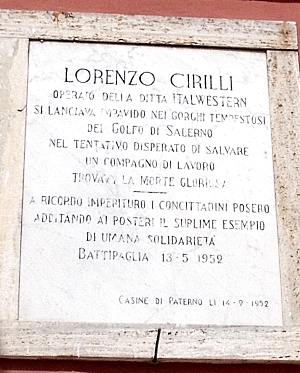 LORENZO CIRILLI
OPERAIO DELLA DITTA ITALWESTERN
SI LANCIAVA IMPAVIDO NEI GORGHI TEMPESTOSI
DEL GOLFO DI SALERNO
NEL TENTATIVO DISPERATO DI SALVARE
UN COMPAGNO DI LAVORO
TROVAVA LA MORTE GLORIOSA
A RICORDO IMPERITURO I CONCITTADINI POSERO
ADDITANDO AI POSTERI IL SUBLIME ESEMPIO
DI UMANA SOLIDARIETÀ
BATTIPAGLIA 13-5 1952
CASINE DI PATERNO LI 14-9-1952